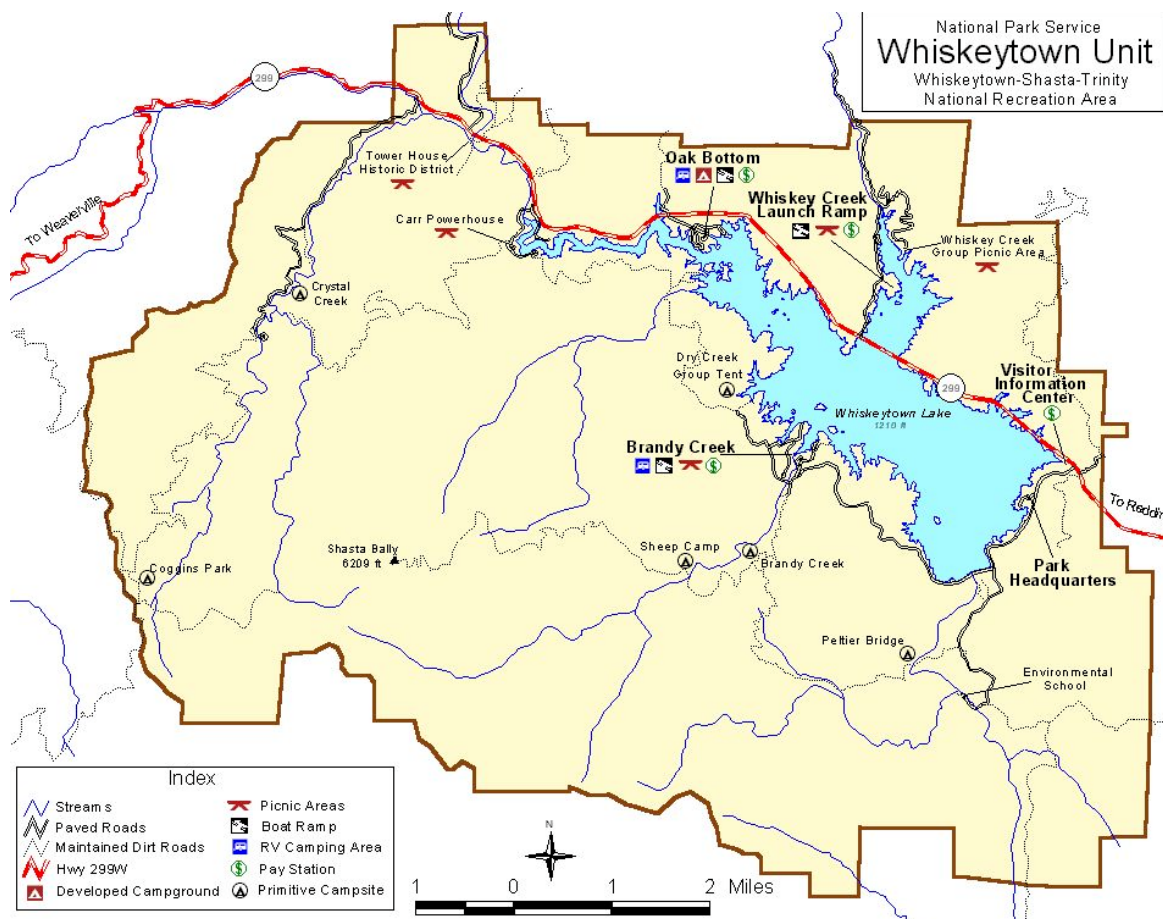 National Park Service
Whiskeytown Unit
Whiskeytown-Shasta-Trinity
National Recreation Area
299
To Weaverville
Tower House
Historic District
Carr Powerhouse
Oak Bottom
$
Whiskey Creek
Launch Ramp
$
Whiskey Creek
Group Picnic Area
Crystal
Creek
Dry Creek
Group Tent
299
Visitor
Information
Center
$
Whiskeytown Lake
1210 ft
Brandy Creek
$
To Reddin
Shasta Bally
6209 ft
Coggins Park
Sheep Camp
Brandy Creek
Park
Headquarters
Peltier Bridge
Environmental
School
Index
Streams
Paved Roads
Maintained Dirt Roads
Hwy 299W
Developed Campground
Picnic Areas
Boat Ramp
RV Camping Area
$ Pay Station
Primitive Campsite
N
1 0 1 2 Miles